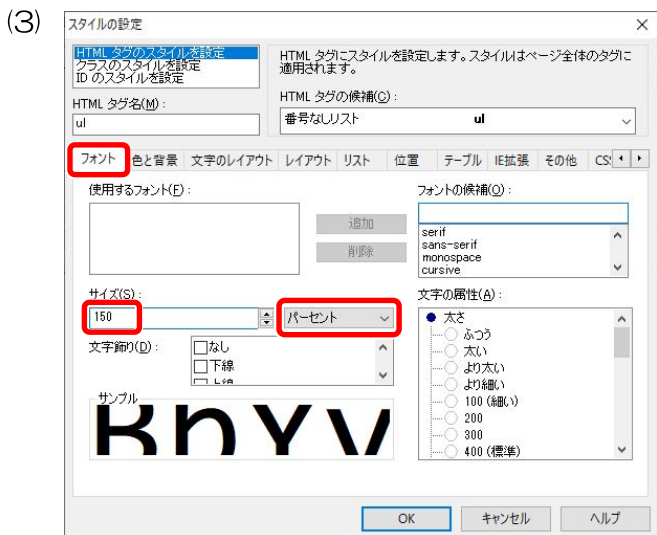 (3)
スタイルの設定
HTML タグのスタイルを設定
クラスのスタイルを設定
ID のスタイルを設定
HTML タグにスタイルを設定します。スタイルはページ全体のタグに
適用されます。
HTML タグ名(M) :
ul
HTML タグの候補(C) :
番号なしリスト ul
フォント 色と背景 文字のレイアウト レイアウト リスト 位置 テーブル IE拡張 その他 CS
使用するフォント(F) :
追加
削除
フォントの候補(O) :
serif
sans-serif
monospace
cursive
サイズ(S) :
150 パーセント
文字飾り(D) :
なし
下線
上線
サンプル
文字の属性(A) :
太さ
ふつう
太い
より太い
より細い
100 (細い)
200
300
400 (標準)
OK キャンセル ヘルプ